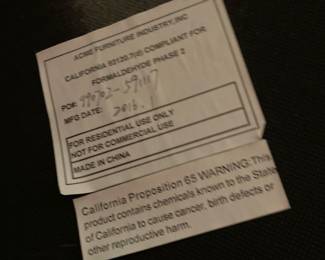 ACME FURNITURE INDUSTRY,INC
CALIFORNIA 93120.7(d) COMPLIANT FOR
FORMALDEHYDE PHASE 2
PO#:
MFG DATE: 2016.
FOR RESIDENTIAL USE ONLY
NOT FOR COMMERCIAL USE
MADE IN CHINA
California Proposition 65 WARNING:This
product contains chemicals known to the State
of California to cause cancer, birth defects or
other reproductive harm.